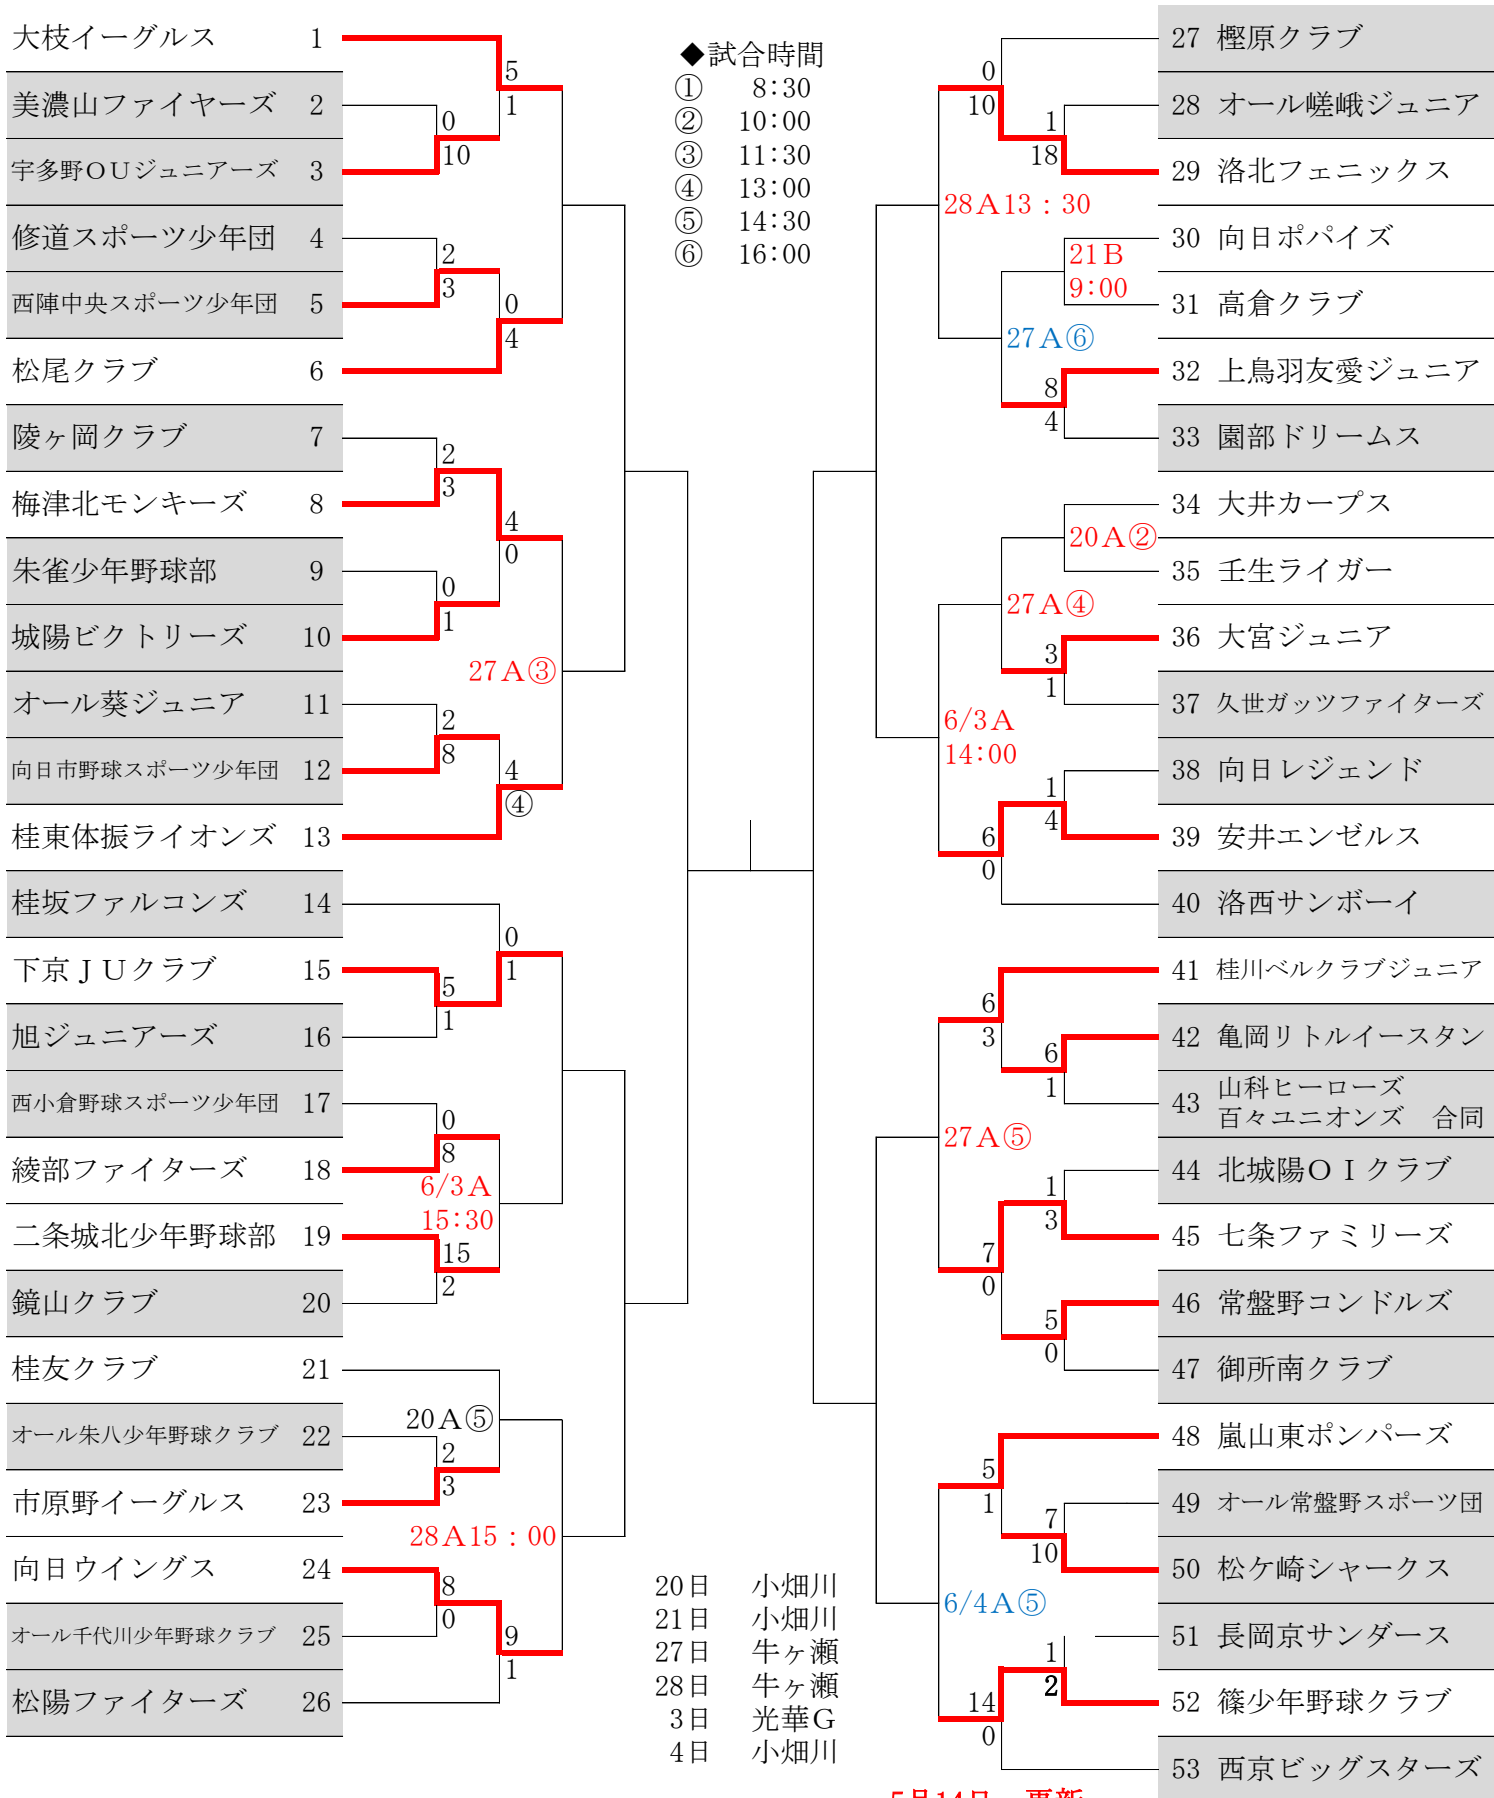 大枝イーグルス 1
美濃山ファイヤーズ 2
宇多野ＯＵジュニアーズ 3
修道スポーツ少年団 4
西陣中央スポーツ少年団 5
松尾クラブ 6
陵ヶ岡クラブ 7
梅津北モンキーズ 8
朱雀少年野球部 9
城陽ビクトリーズ 10
オール葵ジュニア 11
向日市野球スポーツ少年団 12
桂東体振ライオンズ 13
桂坂ファルコンズ 14
下京ＪＵクラブ 15
旭ジュニアーズ 16
西小倉野球スポーツ少年団 17
綾部ファイターズ 18
二条城北少年野球部 19
鏡山クラブ 20
桂友クラブ 21
オール朱八少年野球クラブ 22
市原野イーグルス 23
向日ウイングス 24
オール千代川少年野球クラブ 25
松陽ファイターズ 26
5
1
0
10
2
3
0
4
2
3
4
0
0
1
27Ａ③
2
8
4
④
0
1
5
1
0
8
6/3Ａ
15:30
15
2
20Ａ⑤
2
3
28Ａ15：00
8
0
9
1
◆試合時間
① 8:30
② 10:00
③ 11:30
④ 13:00
⑤ 14:30
⑥ 16:00
20日 小畑川
21日 小畑川
27日 牛ヶ瀬
28日 牛ヶ瀬
3日 光華Ｇ
4日 小畑川
0
10
1
18
28Ａ13：30
21Ｂ
9:00
27Ａ⑥
8
4
20Ａ②
27Ａ④
3
1
6/3Ａ
14:00
1
4
6
0
6
3
6
1
27Ａ⑤
1
3
7
0
5
0
5
1
7
10
6/4Ａ⑤
1
2
14
0
27 樫原クラブ
28 オール嵯峨ジュニア
29 洛北フェニックス
30 向日ポパイズ
31 高倉クラブ
32 上鳥羽友愛ジュニア
33 園部ドリームス
34 大井カープス
35 壬生ライガー
36 大宮ジュニア
37 久世ガッツファイターズ
38 向日レジェンド
39 安井エンゼルス
40 洛西サンボーイ
41 桂川ベルクラブジュニア
42 亀岡リトルイースタン
43 山科ヒーローズ
百々ユニオンズ　合同
44 北城陽ＯＩクラブ
45 七条ファミリーズ
46 常盤野コンドルズ
47 御所南クラブ
48 嵐山東ポンパーズ
49 オール常盤野スポーツ団
50 松ケ崎シャークス
51 長岡京サンダース
52 篠少年野球クラブ
53 西京ビッグスターズ
5月14日　更新